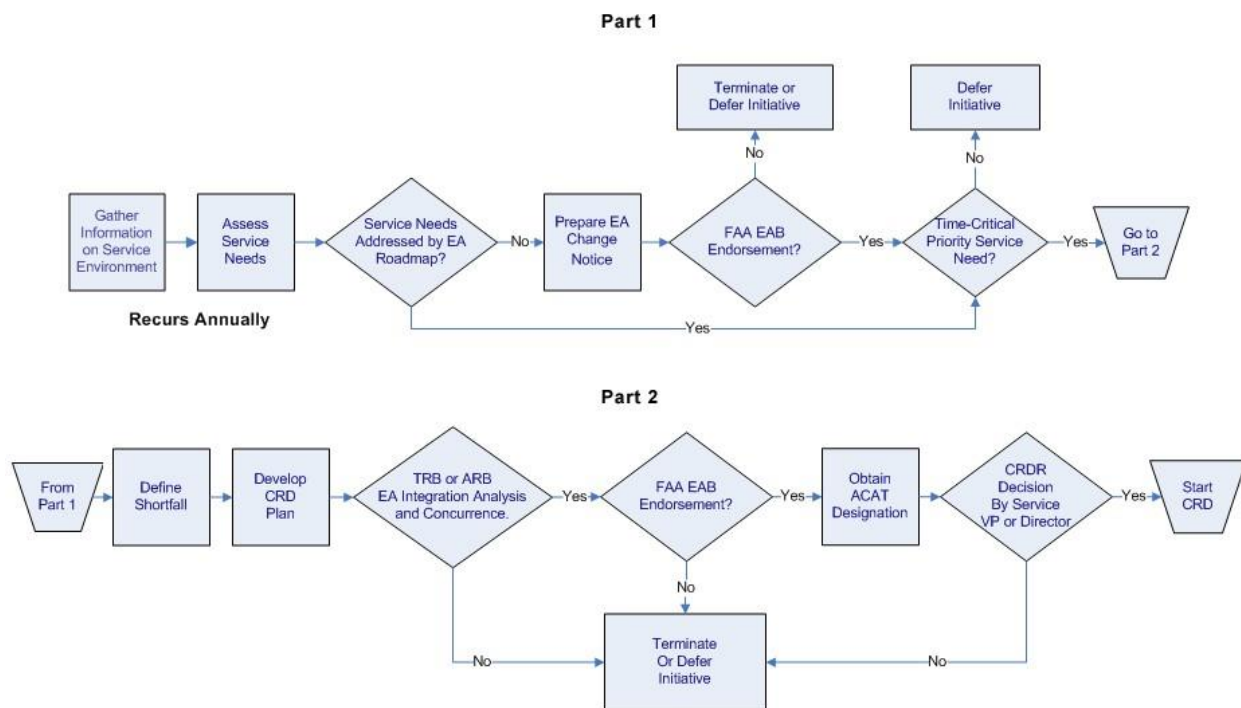 Part 1
Terminate or
Defer Initiative
Defer
Initiative
No
No
Gather
Information
on Service
Environment
Assess
Service
Needs
Service Needs
Addressed by EA
Roadmap?
No
Prepare EA
Change
Notice
FAA EAB
Endorsement?
Yes
Time-Critical
Priority Service
Need?
Yes
Go to
Part 2
Recurs Annually
Yes
Part 2
From
Part 1
Define
Shortfall
Develop
CRD
Plan
TRB or ARB
EA Integration Analysis
and Concurrence.
Yes
FAA EAB
Endorsement?
Yes
Obtain
ACAT
Designation
CRDR
Decision
By Service
VP or Director
Yes
Start
CRD
No
No
Terminate
Or Defer
Initiative
No